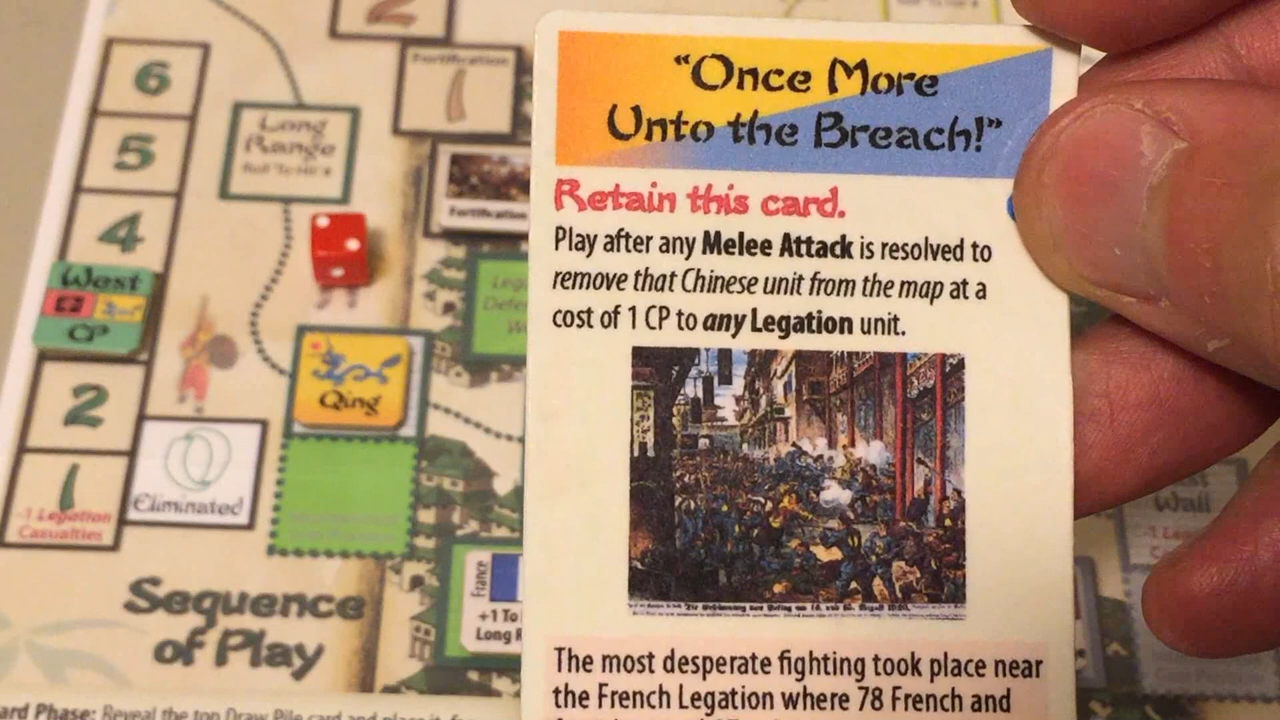 2
6
Fortification
1
5
Long
Range
4
Fortification
West
CP
2
Qing
Eliminated
1
-1 Legation
Casualties
Sequence
of Play
France
+1 To
Long R
"Once More
Unto the Breach!"
Retain this card.
Play after any Melee Attack is resolved to
remove that Chinese unit from the map at a
cost of 1 CP to any Legation unit.
The most desperate fighting took place near
the French Legation where 78 French and
Wall
ard Phase: Reveal the top Draw Pile card and place it